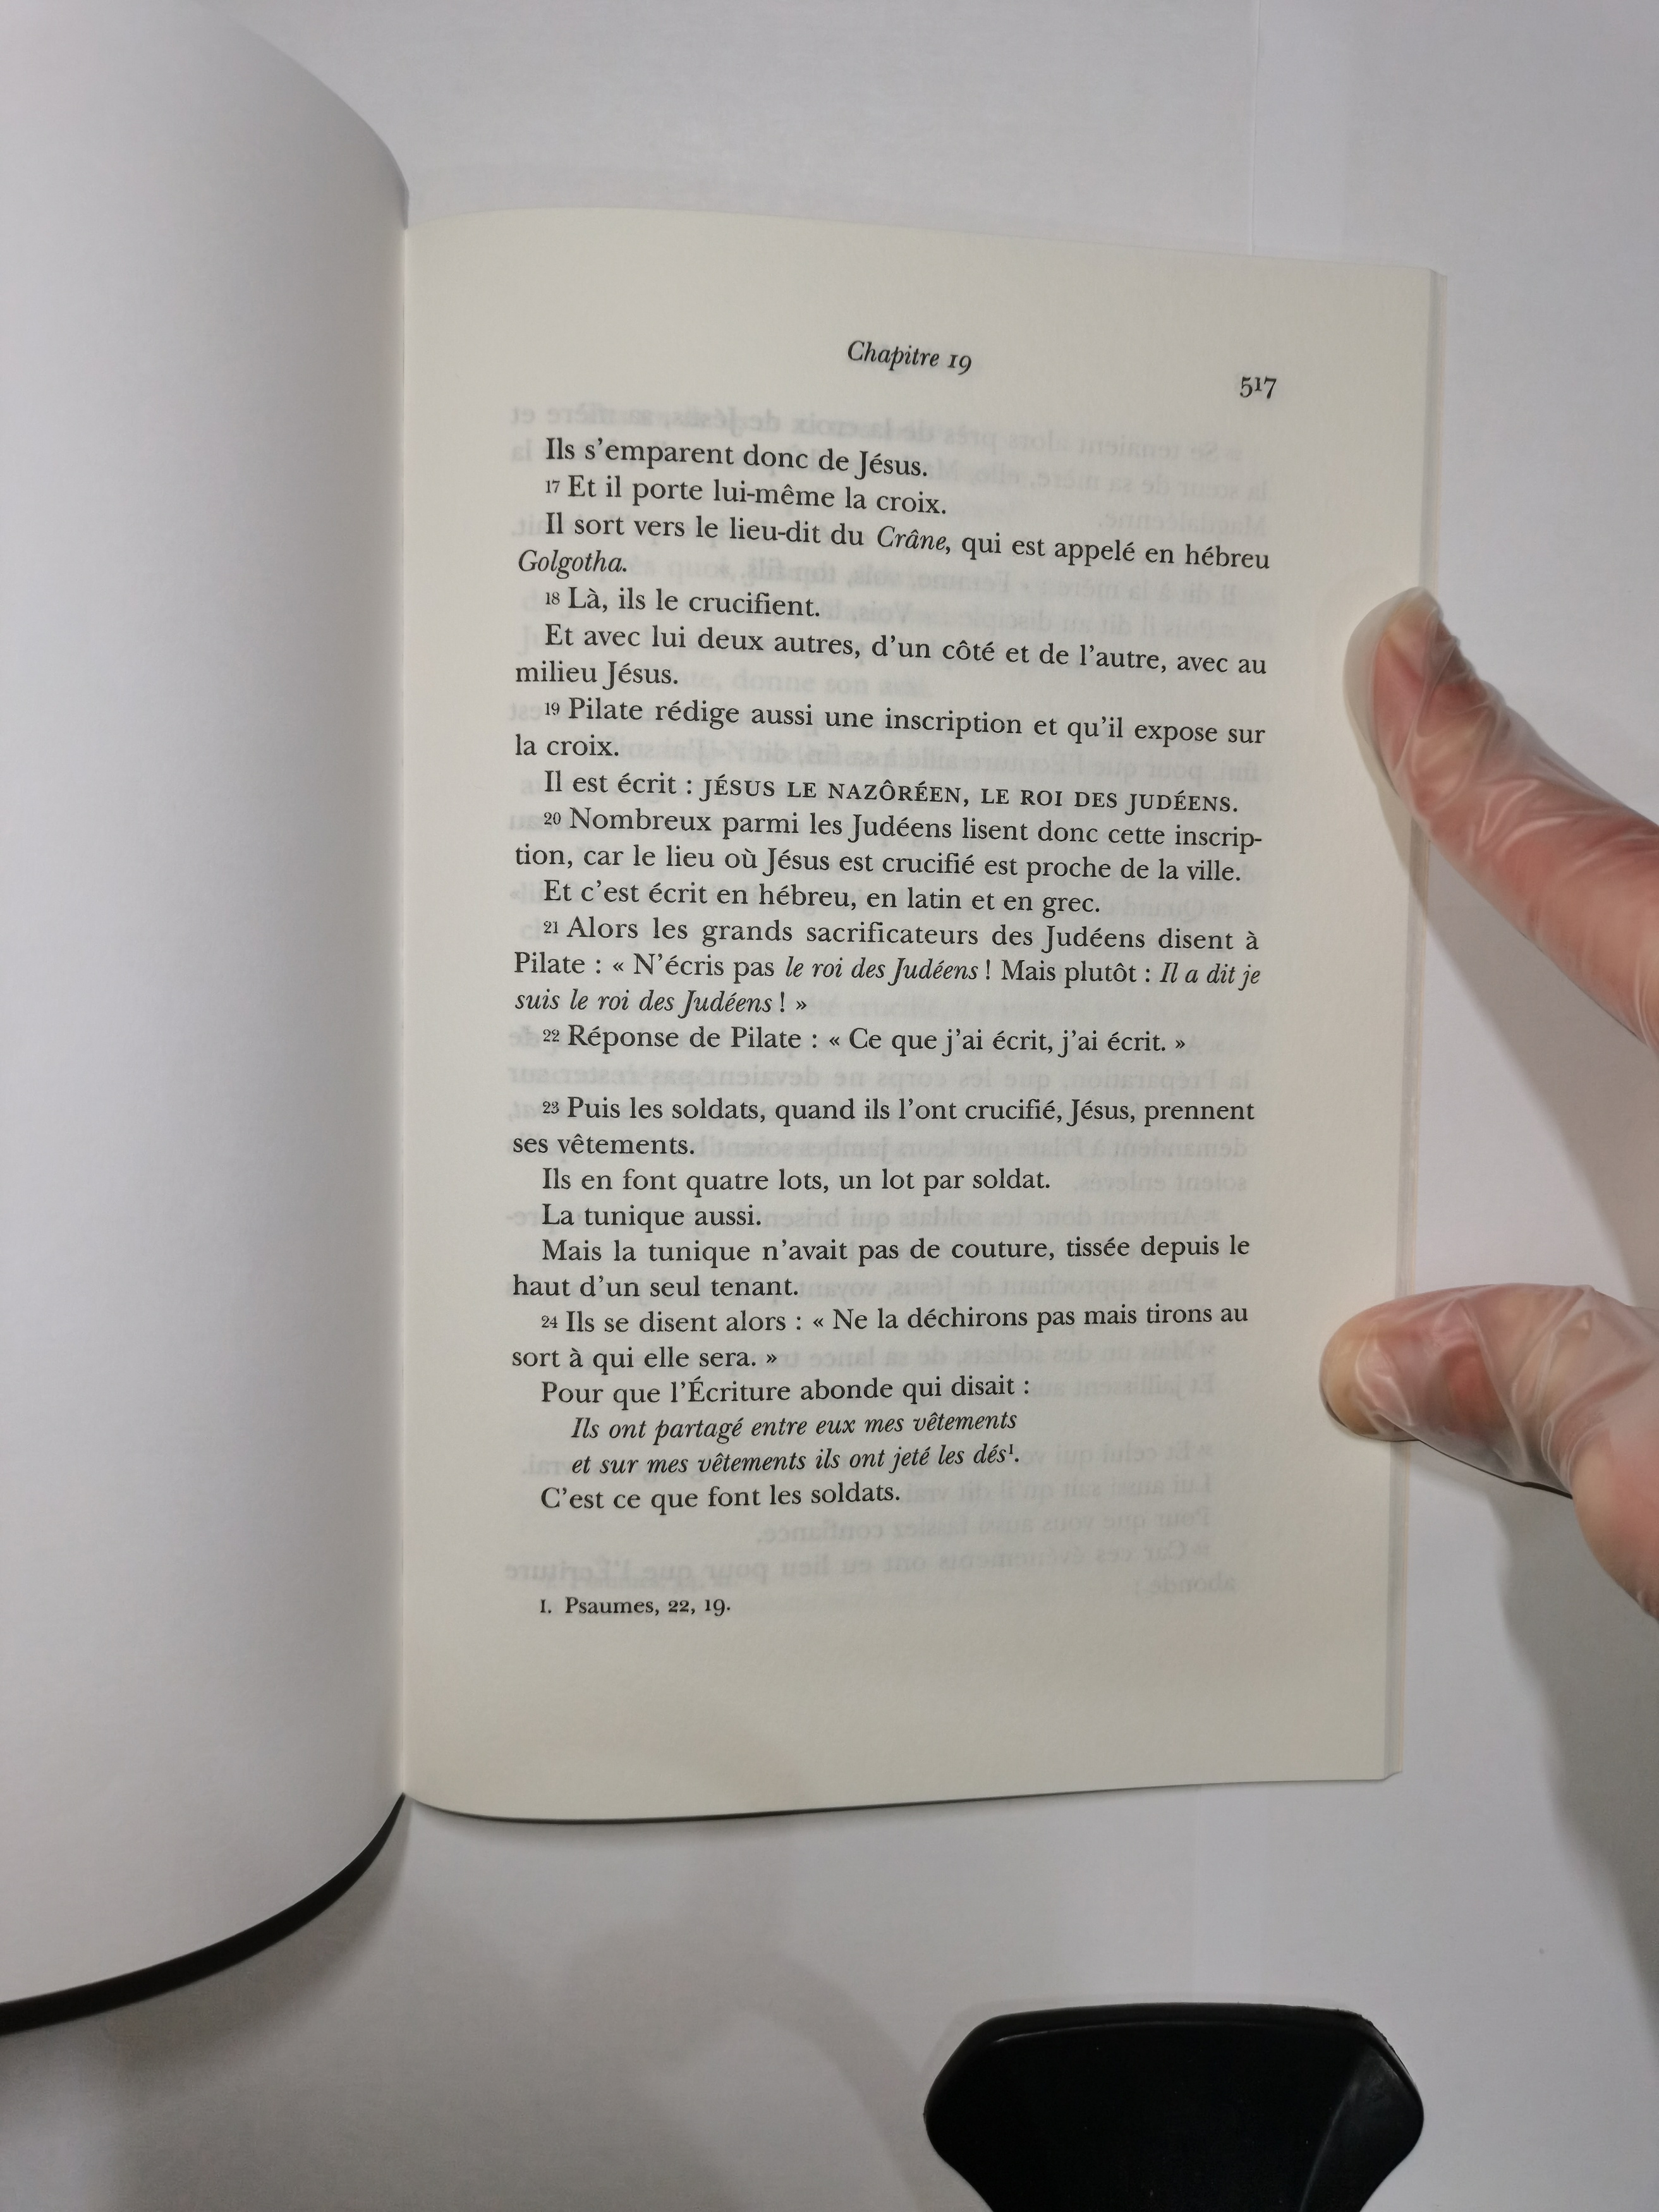 Chapitre 19
517
Ils s'emparent donc de Jésus.
17 Et il porte lui-même la croix.
Il sort vers le lieu-dit du Crâne, qui est appelé en hébreu
Golgotha.
18 Là, ils le crucifient.
Et avec lui deux autres, d'un côté et de l'autre, avec au
milieu Jésus.
19 Pilate rédige aussi une inscription et qu'il expose sur
la croix.
Il est écrit : JÉSUS LE NAZÔRÉEN, LE ROI DES JUDÉENS.
20 Nombreux parmi les Judéens lisent donc cette inscrip-
tion, car le lieu où Jésus est crucifié est proche de la ville.
Et c'est écrit en hébreu, en latin et en grec.
21 Alors les grands sacrificateurs des Judéens disent à
Pilate : « N'écris pas le roi des Judéens ! Mais plutôt : Il a dit je
suis le roi des Judéens ! »
22 Réponse de Pilate : « Ce que j'ai écrit, j'ai écrit. »
23 Puis les soldats, quand ils l'ont crucifié, Jésus, prennent
ses vêtements.
Ils en font quatre lots, un lot par soldat.
La tunique aussi.
Mais la tunique n'avait pas de couture, tissée depuis le
haut d'un seul tenant.
24 Ils se disent alors : « Ne la déchirons pas mais tirons au
sort à qui elle sera. »
Pour que l'Écriture abonde qui disait :
Ils ont partagé entre eux mes vêtements
et sur mes vêtements ils ont jeté les dés1.
C'est ce que font les soldats.
1. Psaumes, 22, 19.